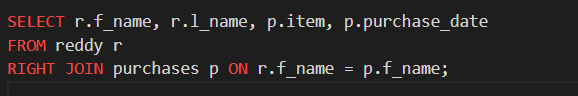 SELECT r.f_name, r.l_name, p.item, p.purchase_date
FROM reddy r
RIGHT JOIN purchases p ON r.f_name = p.f_name;